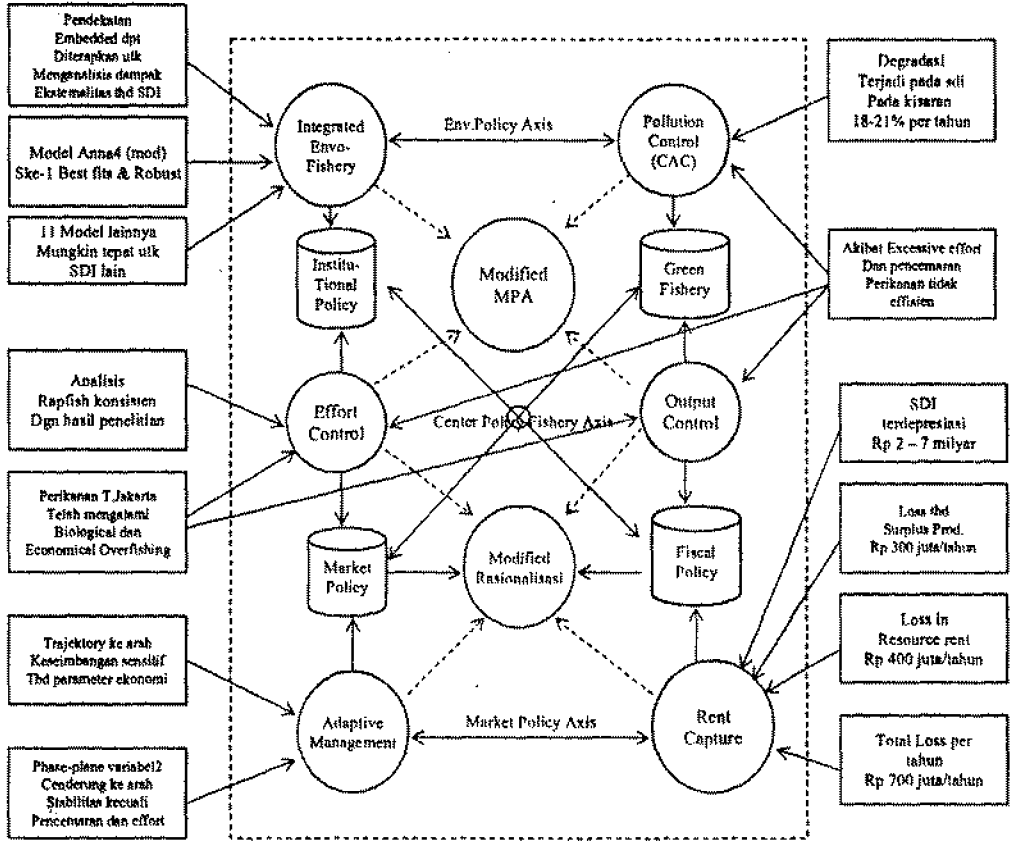 Pendekatan
Embedded dpt
Diterapkan utk
Menganalisis dampak
Eksternalitas thd SDI
Model Anna4 (mod)
Ske-1 Best fits & Robust
11 Model lainnya
Mungkin tepat utk
SDI lain
Analisis
Rapfish konsisten
Dgn hasil penelitian
Perikanan T.Jakarta
Telah mengalami
Biological dan
Economical Overfishing
Trajektory ke arah
Keseimbangan sensitif
Thd parameter ekonomi
Phase-plane variabel2
Cenderung ke arah
Stabilitas kecuali
Pencemaran dan effort
Integrated
Envo-
Fishery
Env.Policy Axis
Pollution
Control
(CAC)
Institu-
Tional
Policy
Modified
MPA
Green
Fishery
Effort
Control
Center Policy Fishery Axis
Output
Control
Market
Policy
Modified
Rasionalisasi
Fiscal
Policy
Adaptive
Management
Market Policy Axis
Rent
Capture
Degradasi
Terjadi pada sdi
Pada kisaran
18-21% per tahun
Akibat Excessive effort
Dan pencemaran
Perikanan tidak
effisien
SDI
terdepresiasi
Rp 2 – 7 milyar
Loss thd
Surplus Prod.
Rp 300 juta/tahun
Loss in
Resource rent
Rp 400 juta/tahun
Total Loss per
tahun
Rp 700 juta/tahun